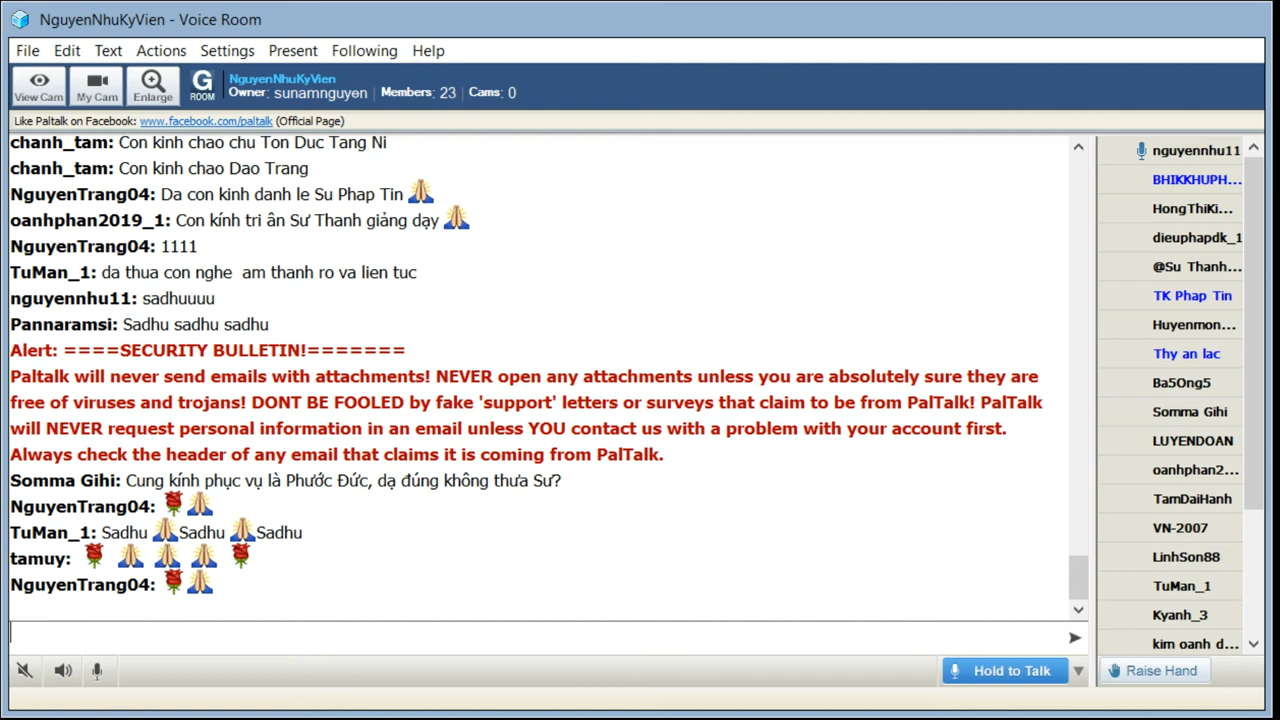 NguyenNhuKyVien - Voice Room
File Edit Text Actions Settings Present Following Help
View Cam
My Cam
Enlarge
G ROOM
NguyenNhuKyVien
Owner: sunamnguyen | Members: 23 | Cams: 0
Like Paltalk on Facebook: www.facebook.com/paltalk (Official Page)
chanh_tam: Con kinh chao chu Ton Duc Tang Ni
chanh_tam: Con kinh chao Dao Trang
NguyenTrang04: Da con kinh danh le Su Phap Tin 🙏
oanhphan2019_1: Con kính tri ân Sư Thanh giảng dạy 🙏
NguyenTrang04: 1111
TuMan_1: da thua con nghe am thanh ro va lien tuc
nguyennhu11: sadhuuuu
Pannaramsi: Sadhu sadhu sadhu
Alert: ====SECURITY BULLETIN!=======
Paltalk will never send emails with attachments! NEVER open any attachments unless you are absolutely sure they are
free of viruses and trojans! DONT BE FOOLED by fake 'support' letters or surveys that claim to be from PalTalk! PalTalk
will NEVER request personal information in an email unless YOU contact us with a problem with your account first.
Always check the header of any email that claims it is coming from PalTalk.
Somma Gihi: Cung kính phục vụ là Phước Đức, dạ đúng không thưa Sư?
NguyenTrang04: 🌹🙏
TuMan_1: Sadhu 🙏Sadhu 🙏Sadhu
tamuy: 🌹 🙏 🙏 🙏 🌹
NguyenTrang04: 🌹🙏
nguyennhu11
BHIKKHUPH...
HongThiKi...
dieuphapdk_1
@Su Thanh...
TK Phap Tin
Huyenmon...
Thy an lac
Ba5Ong5
Somma Gihi
LUYENDOAN
oanhphan2...
TamDaiHanh
VN-2007
LinhSon88
TuMan_1
Kyanh_3
kim oanh d...
Hold to Talk
Raise Hand